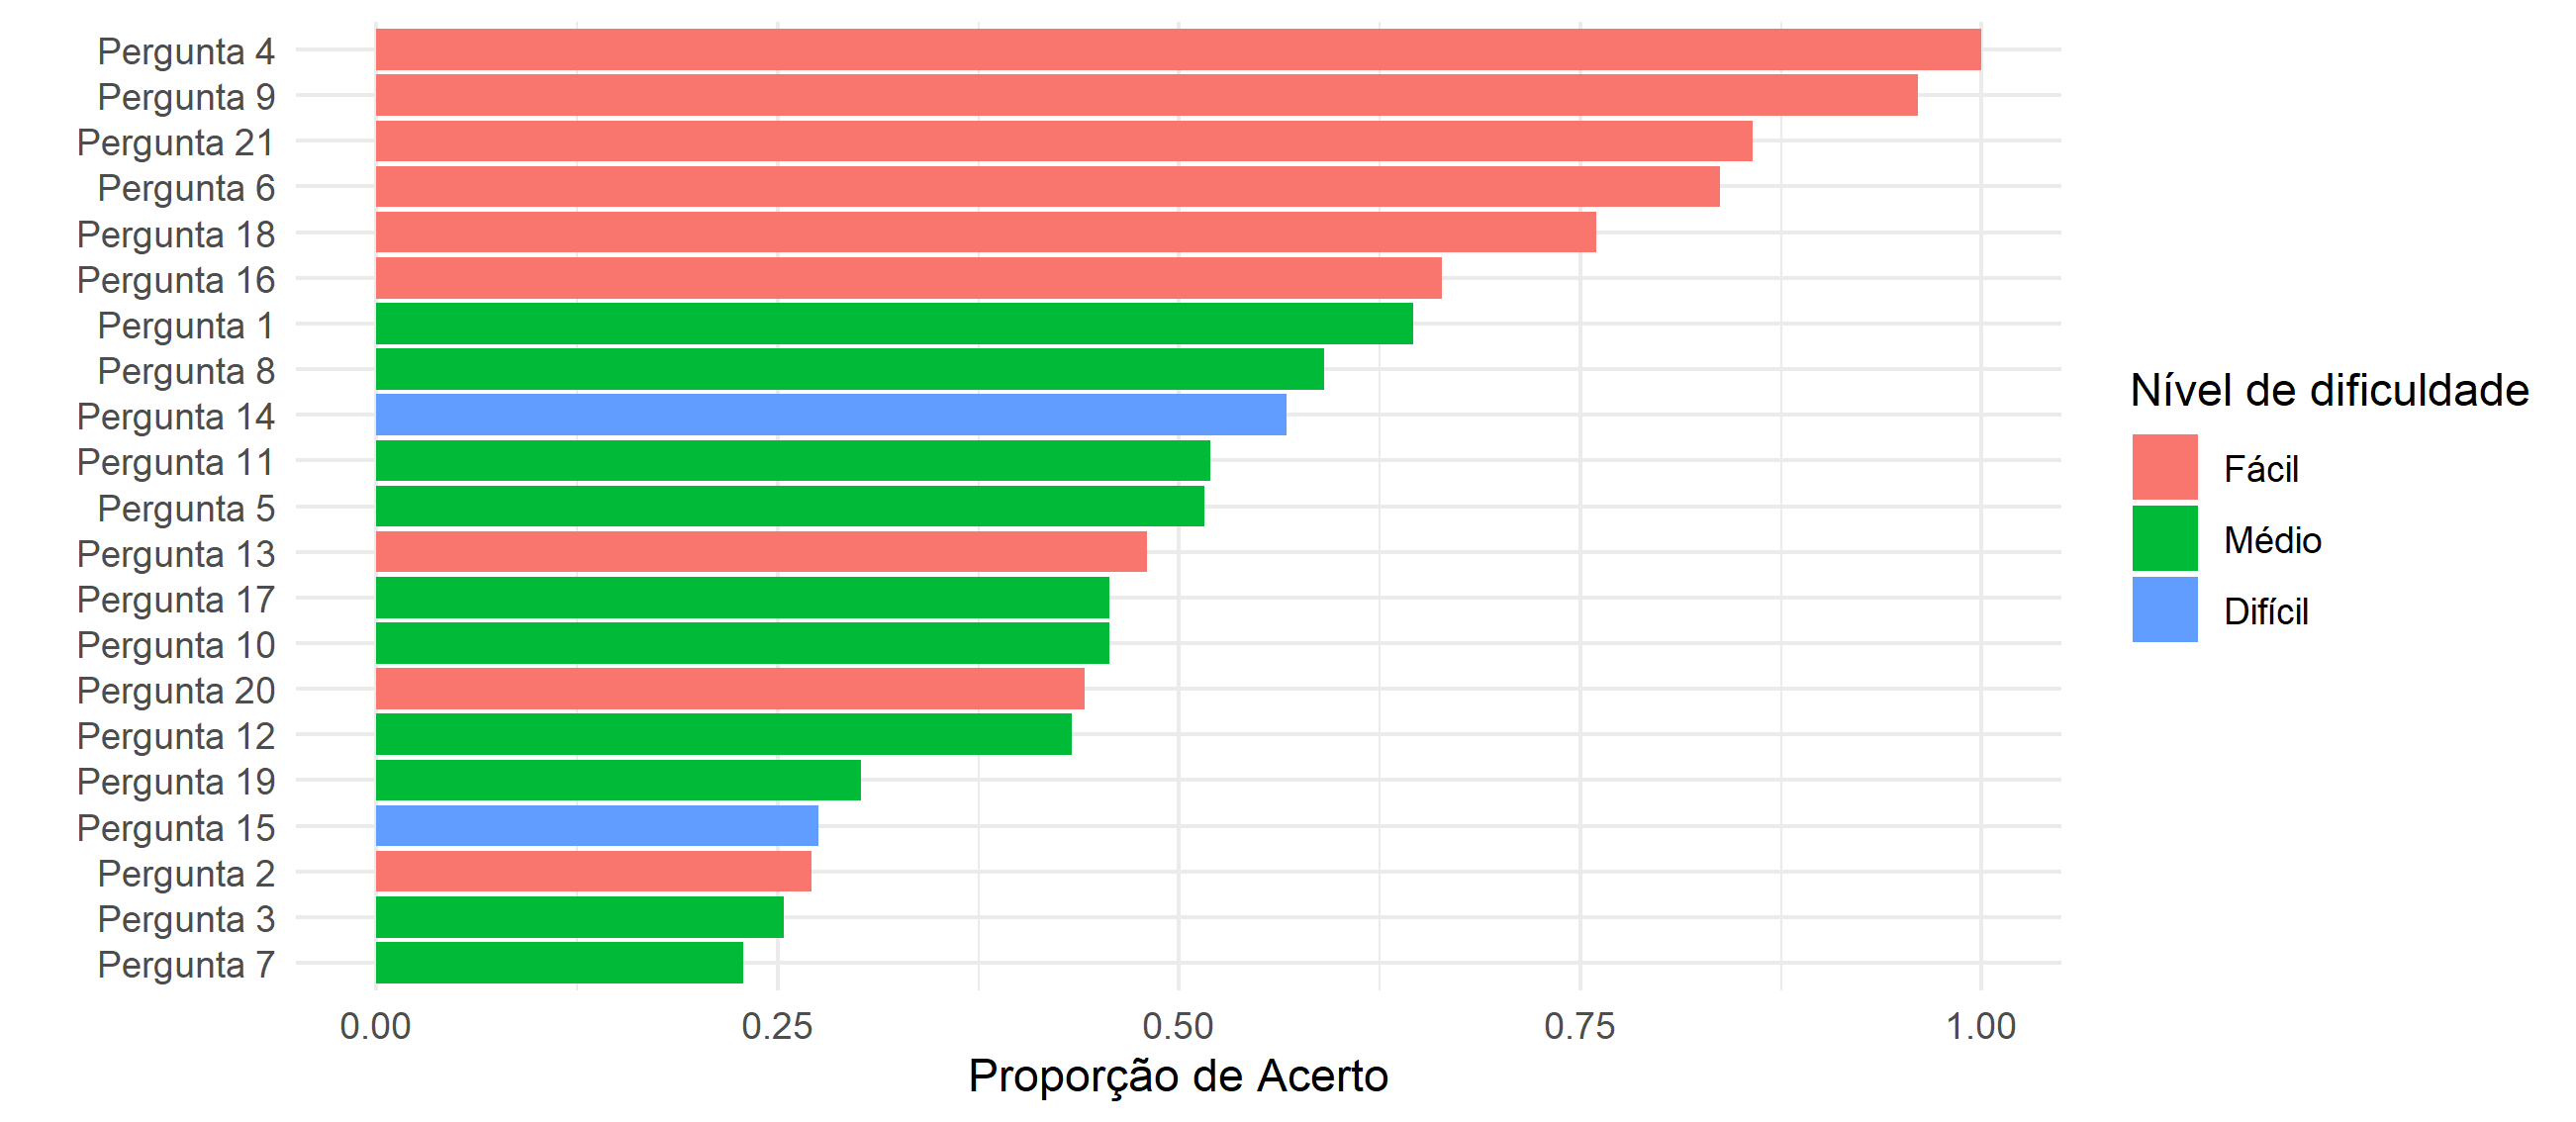 Pergunta 4
Pergunta 9
Pergunta 21
Pergunta 6
Pergunta 18
Pergunta 16
Pergunta 1
Pergunta 8
Pergunta 14
Pergunta 11
Pergunta 5
Pergunta 13
Pergunta 17
Pergunta 10
Pergunta 20
Pergunta 12
Pergunta 19
Pergunta 15
Pergunta 2
Pergunta 3
Pergunta 7
0.00 0.25 0.50 0.75 1.00
Proporção de Acerto
Nível de dificuldade
Fácil
Médio
Difícil